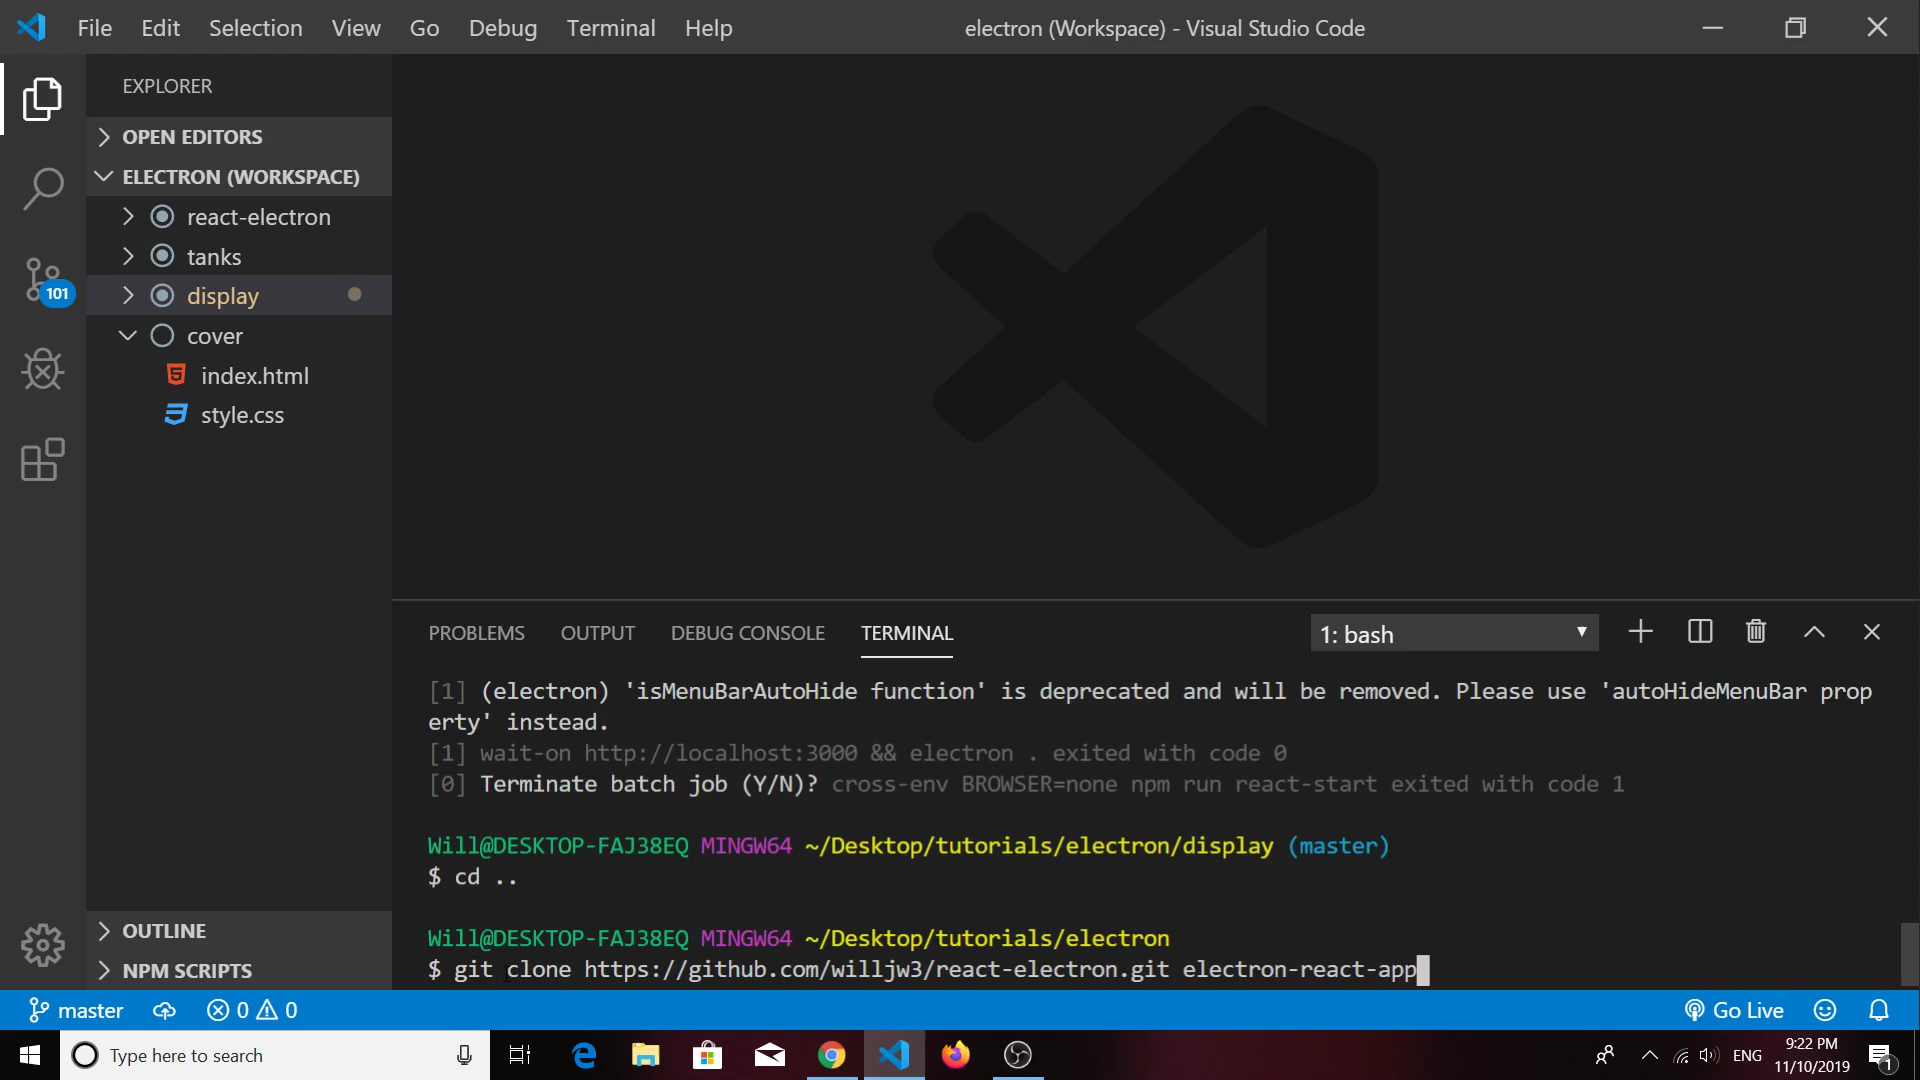 File Edit Selection View Go Debug Terminal Help
electron (Workspace) - Visual Studio Code
EXPLORER
OPEN EDITORS
ELECTRON (WORKSPACE)
react-electron
tanks
101
display
cover
index.html
style.css
PROBLEMS OUTPUT DEBUG CONSOLE TERMINAL
1: bash
[1] (electron) 'isMenuBarAutoHide function' is deprecated and will be removed. Please use 'autoHideMenuBar prop
erty' instead.
[1] wait-on http://localhost:3000 && electron . exited with code 0
[0] Terminate batch job (Y/N)? cross-env BROWSER=none npm run react-start exited with code 1
Will@DESKTOP-FAJ38EQ MINGW64 ~/Desktop/tutorials/electron/display (master)
$ cd ..
Will@DESKTOP-FAJ38EQ MINGW64 ~/Desktop/tutorials/electron
$ git clone https://github.com/willjw3/react-electron.git electron-react-app
OUTLINE
NPM SCRIPTS
master 0 0 Go Live
Type here to search
ENG
9:22 PM
11/10/2019
1